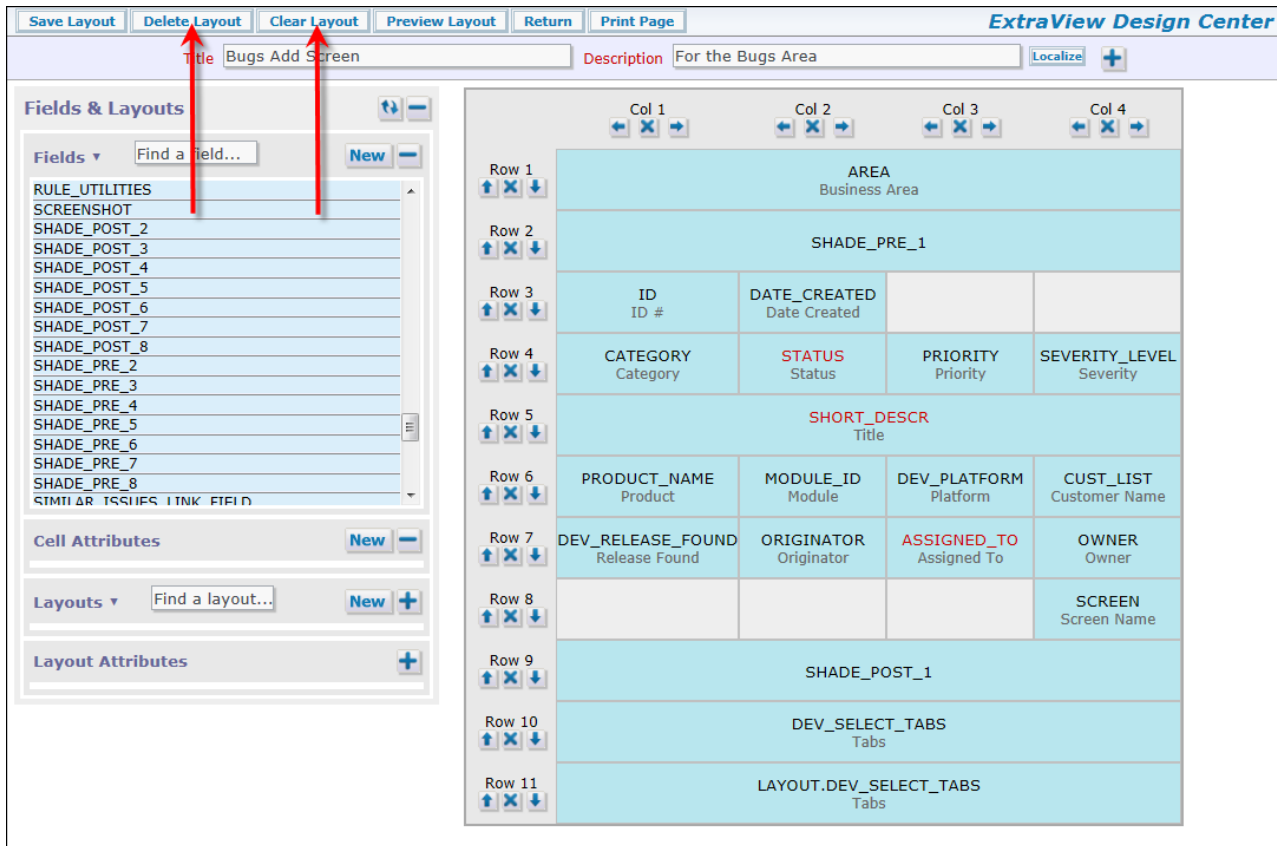 Save Layout Delete Layout Clear Layout Preview Layout Return Print Page ExtraView Design Center
Title Bugs Add Screen Description For the Bugs Area Localize
Fields & Layouts
Fields Find a field... New
RULE_UTILITIES
SCREENSHOT
SHADE_POST_2
SHADE_POST_3
SHADE_POST_4
SHADE_POST_5
SHADE_POST_6
SHADE_POST_7
SHADE_POST_8
SHADE_PRE_2
SHADE_PRE_3
SHADE_PRE_4
SHADE_PRE_5
SHADE_PRE_6
SHADE_PRE_7
SHADE_PRE_8
SIMILAR_ISSUES_LINK_FIELD
Cell Attributes New
Layouts Find a layout... New
Layout Attributes
Col 1 Col 2 Col 3 Col 4
Row 1 AREA
Business Area
Row 2 SHADE_PRE_1
Row 3 ID DATE_CREATED
ID # Date Created
Row 4 CATEGORY STATUS PRIORITY SEVERITY_LEVEL
Category Status Priority Severity
Row 5 SHORT_DESCR
Title
Row 6 PRODUCT_NAME MODULE_ID DEV_PLATFORM CUST_LIST
Product Module Platform Customer Name
Row 7 DEV_RELEASE_FOUND ORIGINATOR ASSIGNED_TO OWNER
Release Found Originator Assigned To Owner
Row 8 SCREEN
Screen Name
Row 9 SHADE_POST_1
Row 10 DEV_SELECT_TABS
Tabs
Row 11 LAYOUT.DEV_SELECT_TABS
Tabs